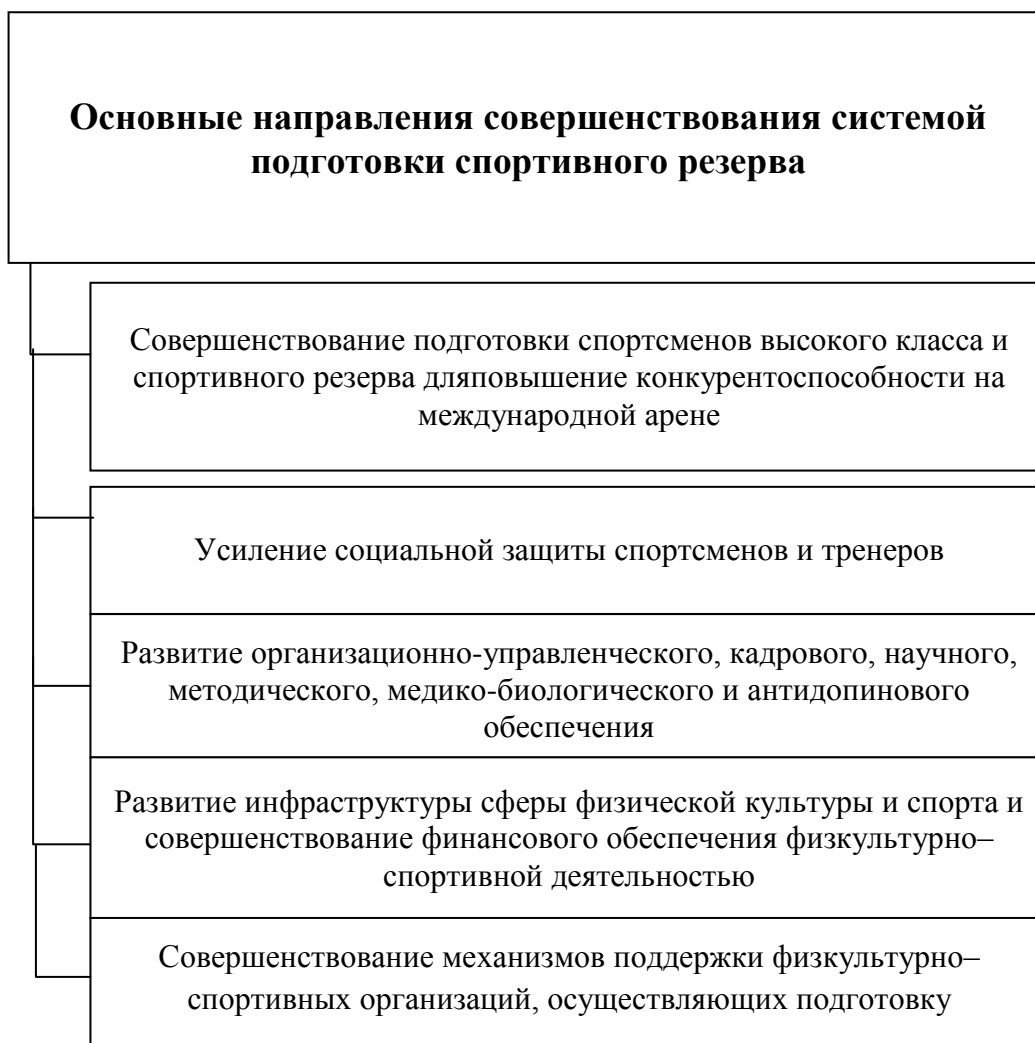 Основные направления совершенствования системой
подготовки спортивного резерва
Совершенствование подготовки спортсменов высокого класса и
спортивного резерва дляповышение конкурентоспособности на
международной арене
Усиление социальной защиты спортсменов и тренеров
Развитие организационно-управленческого, кадрового, научного,
методического, медико-биологического и антидопинового
обеспечения
Развитие инфраструктуры сферы физической культуры и спорта и
совершенствование финансового обеспечения физкультурно–
спортивной деятельностью
Совершенствование механизмов поддержки физкультурно–
спортивных организаций, осуществляющих подготовку